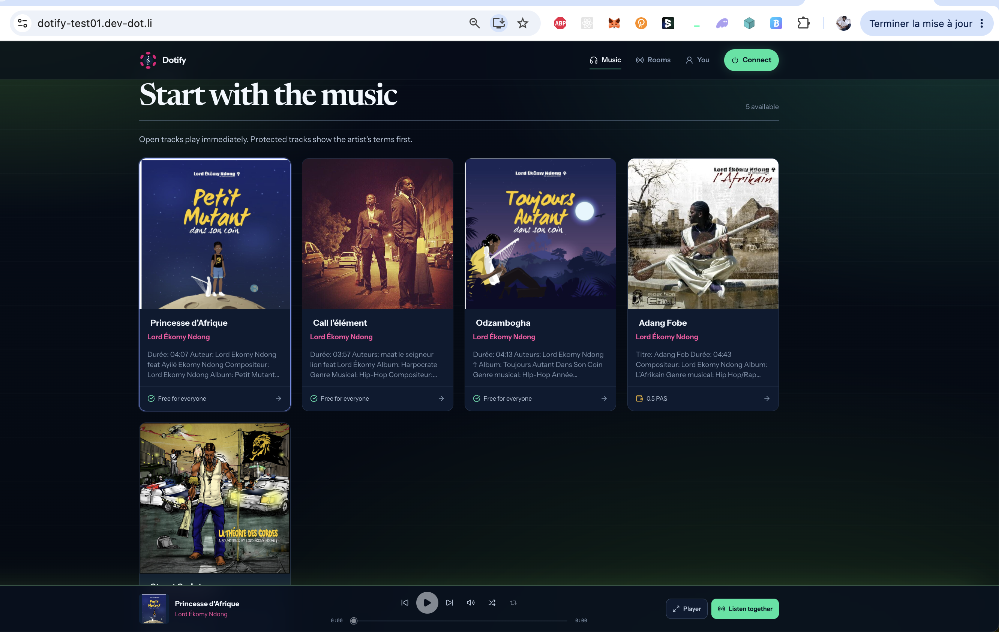 dotify-test01.dev-dot.li
ABP
Terminer la mise à jour
Dotify
Music
Rooms
You
Connect
Start with the music
5 available
Open tracks play immediately. Protected tracks show the artist's terms first.
Lord Ékömy Ndong
Petit
Mutant
dans son coin
Lord Ékömy Ndong
Toujours
Autant
dans son coin
Lord Ékömy Ndong
l'Afrikain
most high
Princesse d'Afrique
Lord Ékomy Ndong
Durée: 04:07 Auteur: Lord Ekomy Ndong
feat Ayilé Ekomy Ndong Compositeur:
Lord Ekomy Ndong Album: Petit Mutant...
Free for everyone
Call l'élément
Lord Ékomy Ndong
Durée: 03:57 Auteurs: maat le seigneur
lion feat Lord Ékomy Album: Harpocrate
Genre Musical: Hip-Hop Compositeur:...
Free for everyone
Odzambogha
Lord Ékomy Ndong
Durée: 04:13 Auteurs: Lord Ekomy Ndong
☥ Album: Toujours Autant Dans Son Coin
Genre musical: HIp-Hop Année...
Free for everyone
Adang Fobe
Lord Ékomy Ndong
Titre: Adang Fob Durée: 04:43
Compositeur: Lord Ekomy Ndong Album:
L'Afrikain Genre musical: Hip Hop/Rap...
0.5 PAS
LA THÉORIE DES CORDES
A SOUNDTRACK BY LORD ÉKOMY NDONG
Petit
Mutant
Princesse d'Afrique
Lord Ékomy Ndong
0:00
0:00
Player
Listen together